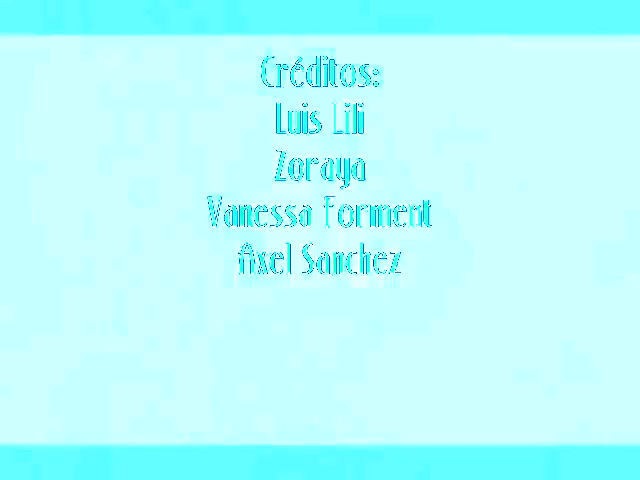 Créditos:
Luis Lili
Zoraya
Vanessa Forment
Axel Sanchez